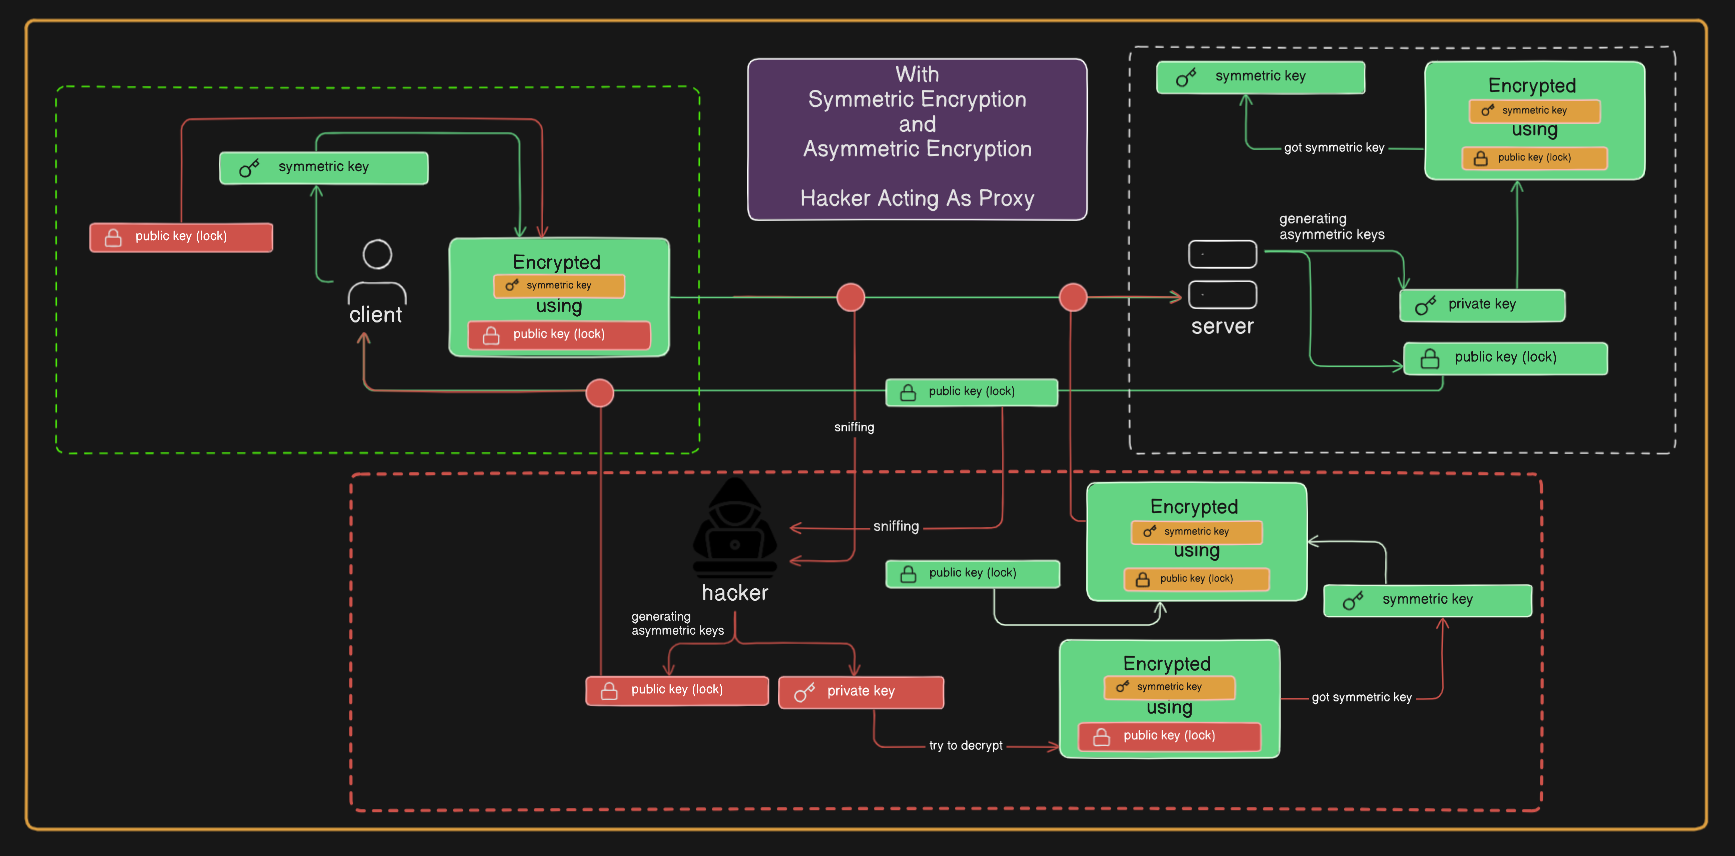 With
Symmetric Encryption
and
Asymmetric Encryption
Hacker Acting As Proxy
symmetric key
public key (lock)
client
Encrypted
symmetric key
using
public key (lock)
symmetric key
Encrypted
symmetric key
using
public key (lock)
got symmetric key
generating
asymmetric keys
server
private key
public key (lock)
public key (lock)
sniffing
sniffing
hacker
generating
asymmetric keys
public key (lock)
private key
try to decrypt
public key (lock)
Encrypted
symmetric key
using
public key (lock)
symmetric key
Encrypted
symmetric key
using
public key (lock)
got symmetric key